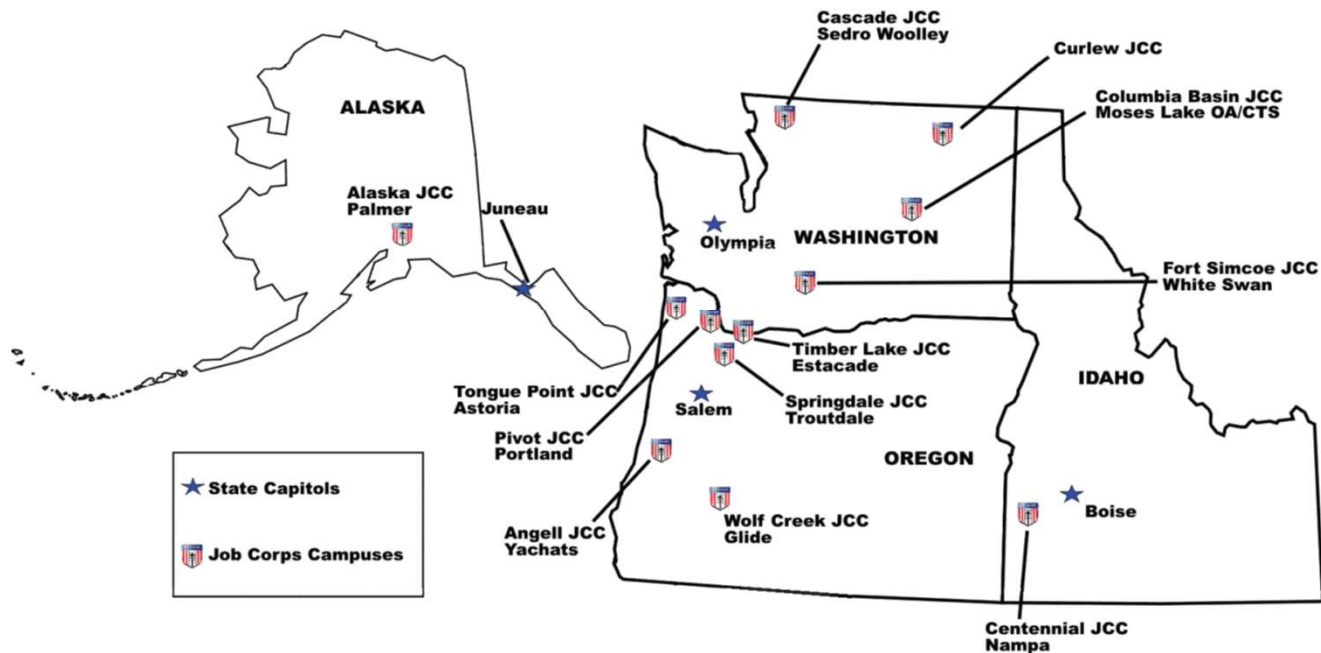 Cascade JCC
Sedro Woolley
Curlew JCC
Columbia Basin JCC
Moses Lake OA/CTS
ALASKA
Alaska JCC
Palmer
Juneau
Olympia
WASHINGTON
Fort Simcoe JCC
White Swan
Timber Lake JCC
Estacade
IDAHO
Tongue Point JCC
Astoria
Salem
Springdale JCC
Troutdale
Pivot JCC
Portland
OREGON
State Capitols
Boise
Angell JCC
Yachats
Wolf Creek JCC
Glide
Job Corps Campuses
Centennial JCC
Nampa